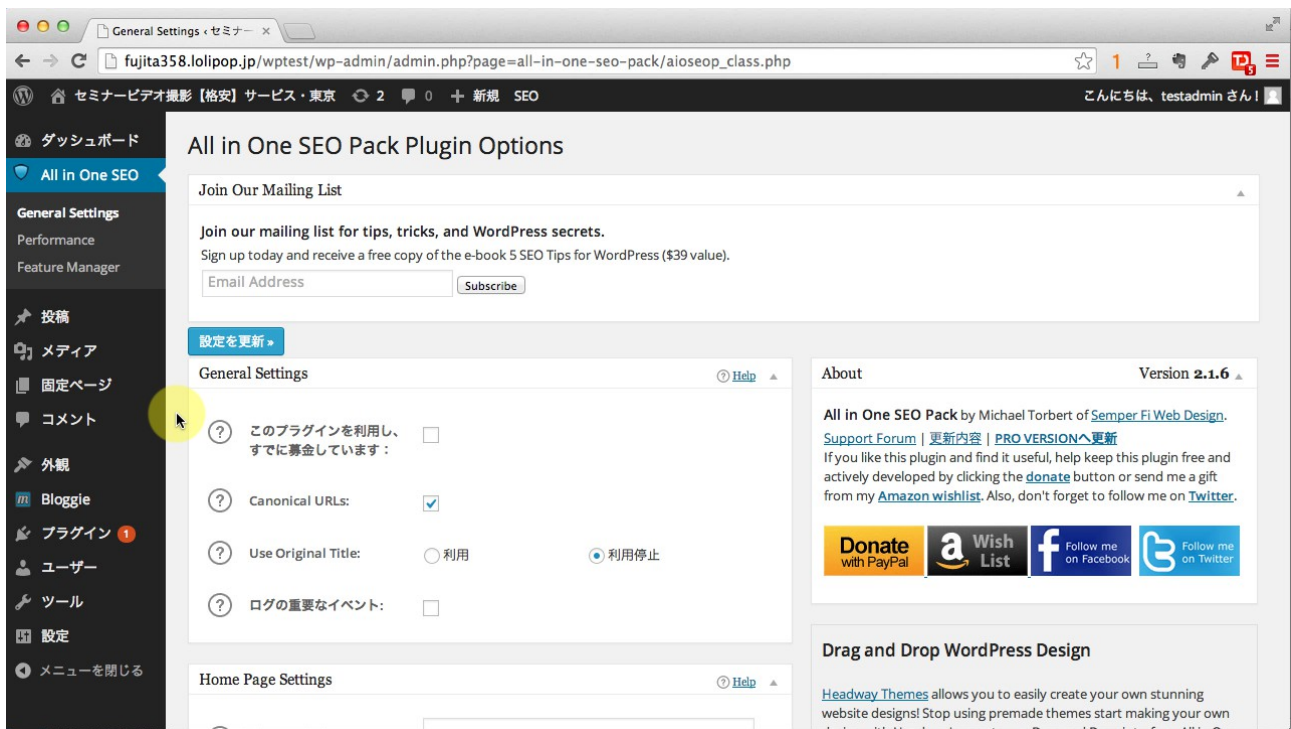 General Settings ‹ セミナー
fujita358.lolipop.jp/wptest/wp-admin/admin.php?page=all-in-one-seo-pack/aioseop_class.php
1
5
セミナービデオ撮影【格安】サービス・東京 2 0 新規 SEO
こんにちは、testadmin さん !
ダッシュボード
All in One SEO
General Settings
Performance
Feature Manager
投稿
メディア
固定ページ
コメント
外観
Bloggie
プラグイン 1
ユーザー
ツール
設定
メニューを閉じる
All in One SEO Pack Plugin Options
Join Our Mailing List
Join our mailing list for tips, tricks, and WordPress secrets.
Sign up today and receive a free copy of the e-book 5 SEO Tips for WordPress ($39 value).
Email Address Subscribe
設定を更新 »
General Settings
Help
このプラグインを利用し、
すでに募金しています：
Canonical URLs:
Use Original Title: 利用 利用停止
ログの重要なイベント:
Home Page Settings
Help
About Version 2.1.6
All in One SEO Pack by Michael Torbert of Semper Fi Web Design.
Support Forum | 更新内容 | PRO VERSIONへ更新
If you like this plugin and find it useful, help keep this plugin free and
actively developed by clicking the donate button or send me a gift
from my Amazon wishlist. Also, don't forget to follow me on Twitter.
Donate
with PayPal
a Wish
List
Follow me
on Facebook
Follow me
on Twitter
Drag and Drop WordPress Design
Headway Themes allows you to easily create your own stunning
website designs! Stop using premade themes start making your own